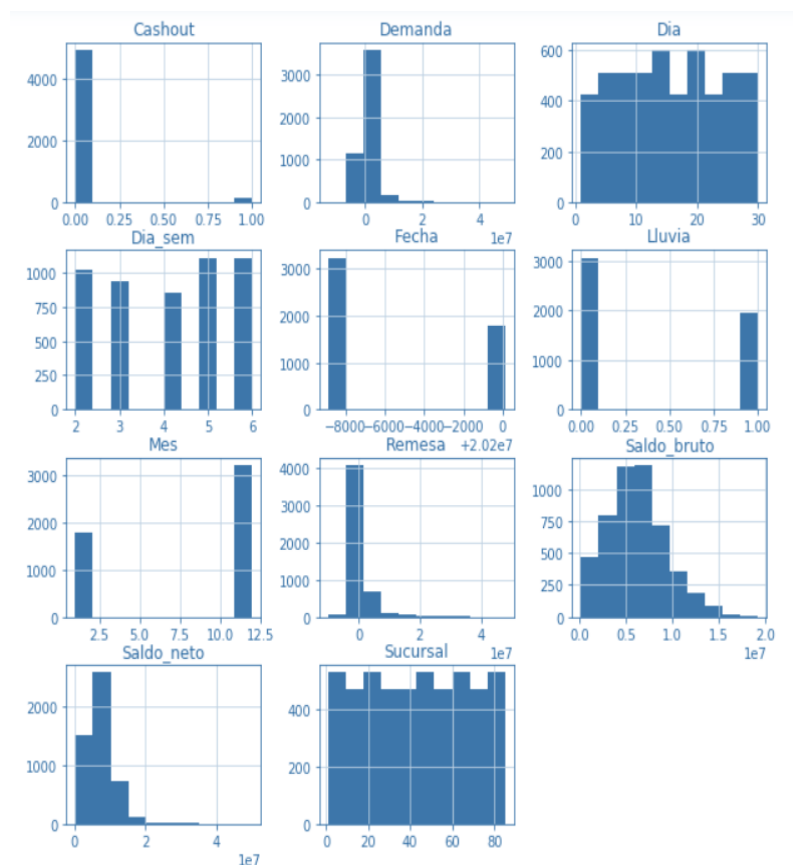 Cashout Demanda Dia
4000 3000 600
2000 2000 400
1000 200
0 0 0
0.00 0.25 0.50 0.75 1.00 0 2 4 0 10 20 30
1e7
Dia_sem Fecha Lluvia
1000 3000 3000
750 2000 2000
500 1000 1000
250
0 0 0
2 3 4 5 6 −8000 −6000 −4000 −2000 0 0.00 0.25 0.50 0.75 1.00
+2.02e7
Mes Remesa Saldo_bruto
3000 4000 1000
2000 3000 750
1000 2000 500
1000 250
0 0 0
2.5 5.0 7.5 10.0 12.5 0 2 4 0.0 0.5 1.0 1.5 2.0
1e7 1e7
Saldo_neto Sucursal
2000 400
1000 200
0 0
0 2 4 0 20 40 60 80
1e7